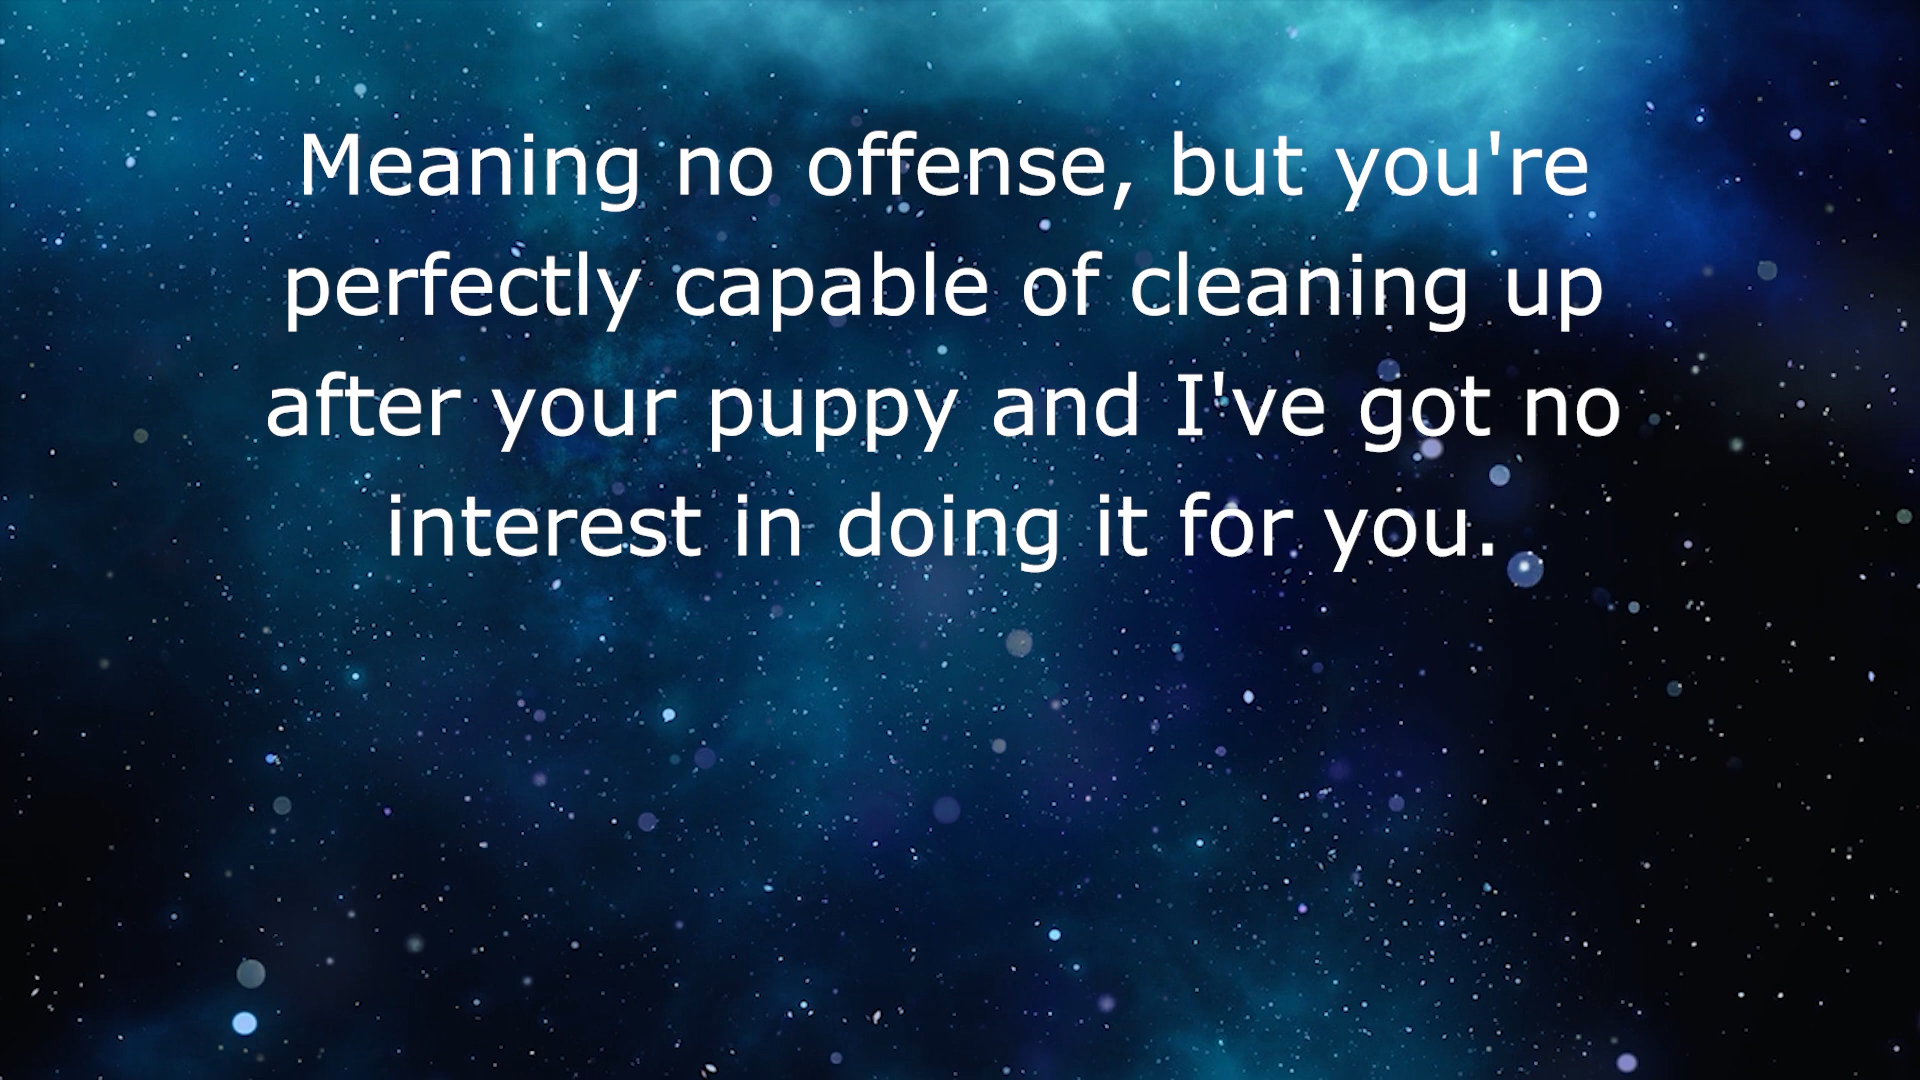 Meaning no offense, but you're
perfectly capable of cleaning up
after your puppy and I've got no
interest in doing it for you.